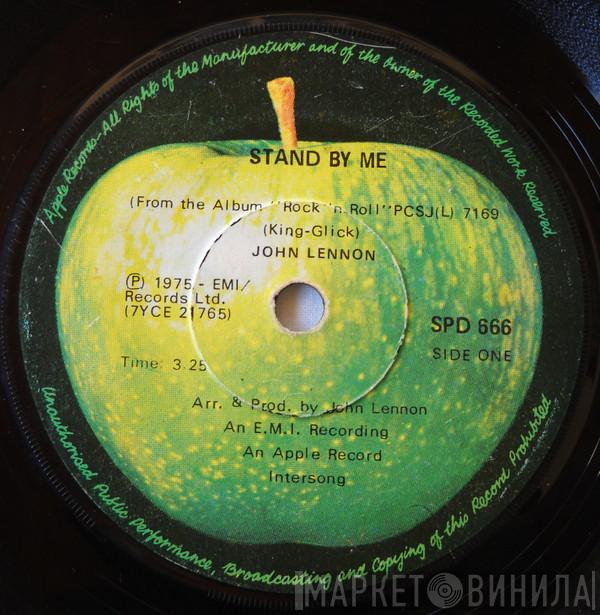 Apple Records - All Rights of the Manufacturer and of the Owner of the Recorded Work Reserved
STAND BY ME
(From the Album "Rock 'n Roll" PCSJ(L) 7169
(King-Glick)
JOHN LENNON
Ⓟ 1975 - EMI/
Records Ltd.
(7YCE 21765)
SPD 666
SIDE ONE
Time: 3.25
Arr. & Prod. by John Lennon
An E.M.I. Recording
An Apple Record
Intersong
Unauthorised Public Performance, Broadcasting and Copying of this Record Prohibited
МАРКЕТ ВИНИЛА